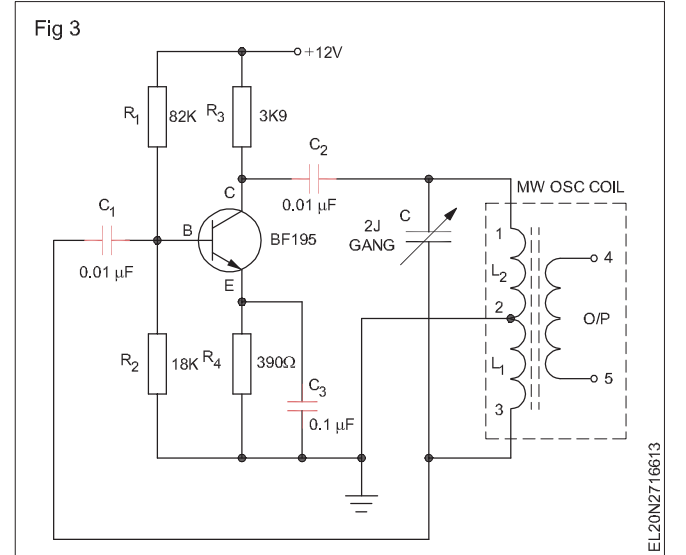 Fig 3
+12V
R1 82K
R3 3K9
C2
0.01 µF
C
C1
0.01 µF
B
BF195
E
2J
GANG
C
MW OSC COIL
1
L2
2
L1
3
4
O/P
5
R2 18K
R4 390Ω
C3
0.1 µF
EL20N2716613